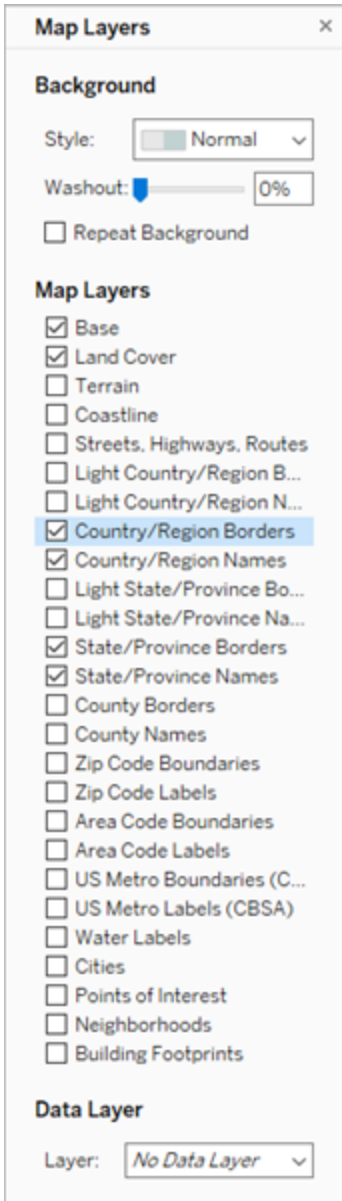 Map Layers
Background
Style: Normal
Washout: 0%
Repeat Background
Map Layers
Base
Land Cover
Terrain
Coastline
Streets, Highways, Routes
Light Country/Region B...
Light Country/Region N...
Country/Region Borders
Country/Region Names
Light State/Province Bo...
Light State/Province Na...
State/Province Borders
State/Province Names
County Borders
County Names
Zip Code Boundaries
Zip Code Labels
Area Code Boundaries
Area Code Labels
US Metro Boundaries (C...
US Metro Labels (CBSA)
Water Labels
Cities
Points of Interest
Neighborhoods
Building Footprints
Data Layer
Layer: No Data Layer